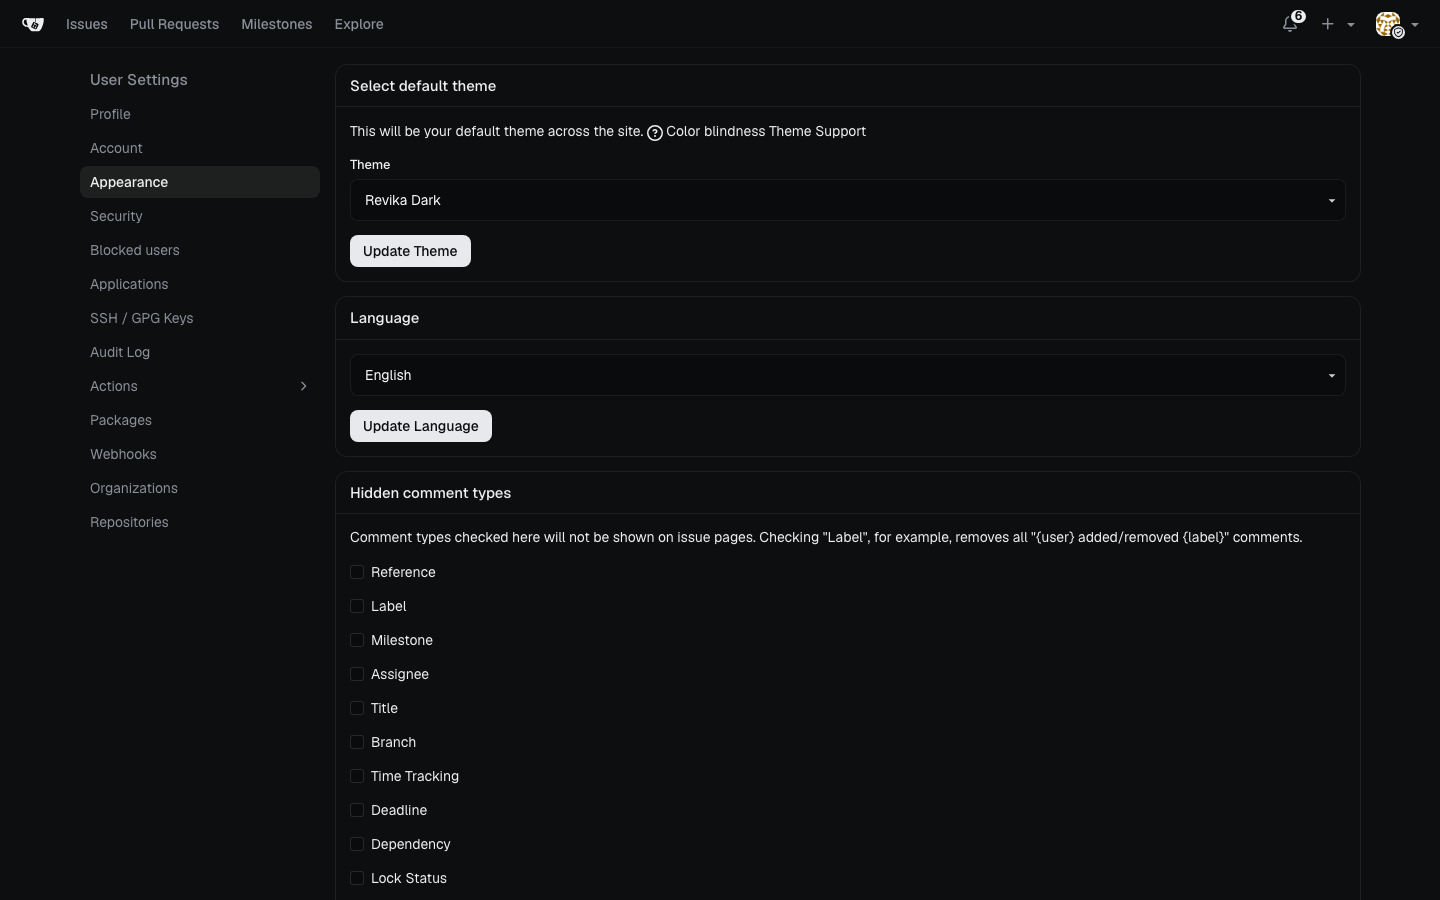 Issues
Pull Requests
Milestones
Explore
6
User Settings
Profile
Account
Appearance
Security
Blocked users
Applications
SSH / GPG Keys
Audit Log
Actions
Packages
Webhooks
Organizations
Repositories
Select default theme
This will be your default theme across the site. Color blindness Theme Support
Theme
Revika Dark
Update Theme
Language
English
Update Language
Hidden comment types
Comment types checked here will not be shown on issue pages. Checking "Label", for example, removes all "{user} added/removed {label}" comments.
Reference
Label
Milestone
Assignee
Title
Branch
Time Tracking
Deadline
Dependency
Lock Status